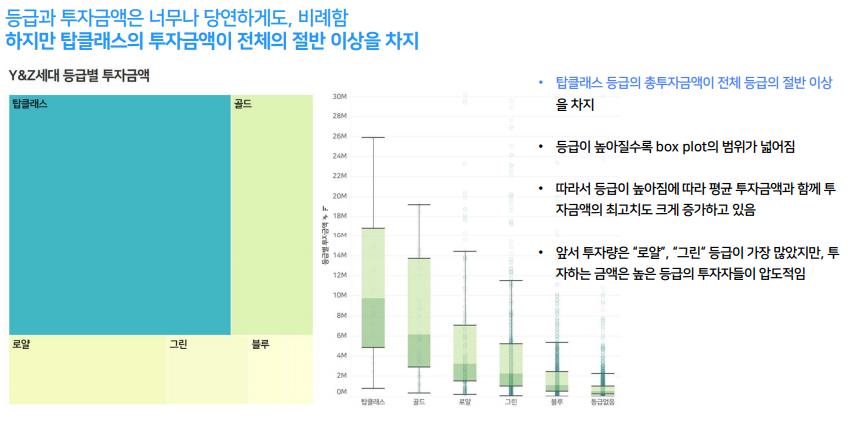 등급과 투자금액은 너무나 당연하게도, 비례함
하지만 탑클래스의 투자금액이 전체의 절반 이상을 차지
Y&Z세대 등급별 투자금액
탑클래스
골드
로얄
그린
블루
30M
28M
26M
24M
22M
20M
18M
16M
14M
12M
10M
8M
6M
4M
2M
0M
탑클래스
골드
로얄
그린
블루
등급없음
• 탑클래스 등급의 총투자금액이 전체 등급의 절반 이상
을 차지
• 등급이 높아질수록 box plot의 범위가 넓어짐
• 따라서 등급이 높아짐에 따라 평균 투자금액과 함께 투
자금액의 최고치도 크게 증가하고 있음
• 앞서 투자량은 “로얄”, “그린” 등급이 가장 많았지만, 투
자하는 금액은 높은 등급의 투자자들이 압도적임